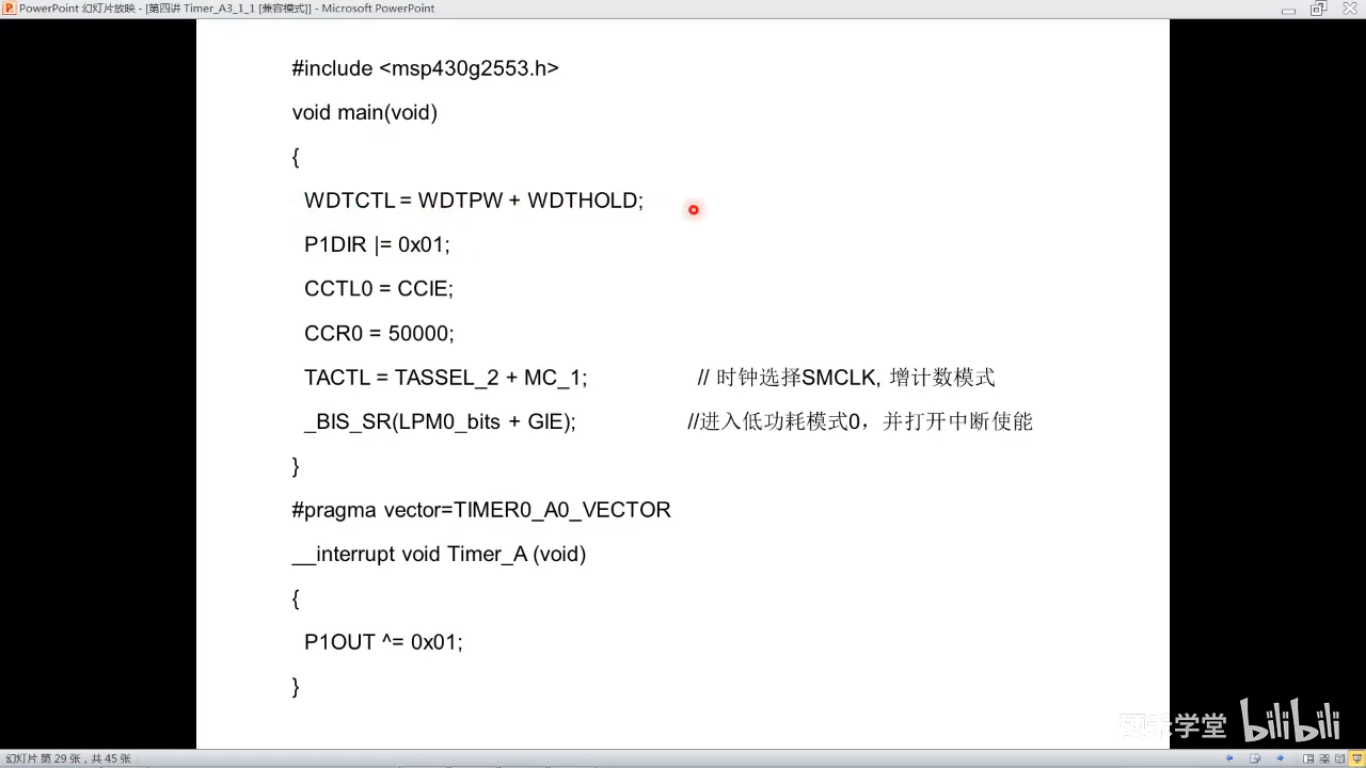 PowerPoint 幻灯片放映 - [第四讲 Timer_A3_1_1 [兼容模式]] - Microsoft PowerPoint
#include <msp430g2553.h>
void main(void)
{
WDTCTL = WDTPW + WDTHOLD;
P1DIR |= 0x01;
CCTL0 = CCIE;
CCR0 = 50000;
TACTL = TASSEL_2 + MC_1; // 时钟选择SMCLK, 增计数模式
_BIS_SR(LPM0_bits + GIE); //进入低功耗模式0，并打开中断使能
}
#pragma vector=TIMER0_A0_VECTOR
__interrupt void Timer_A (void)
{
P1OUT ^= 0x01;
}
学堂 bilibili
幻灯片 第 29 张，共 45 张